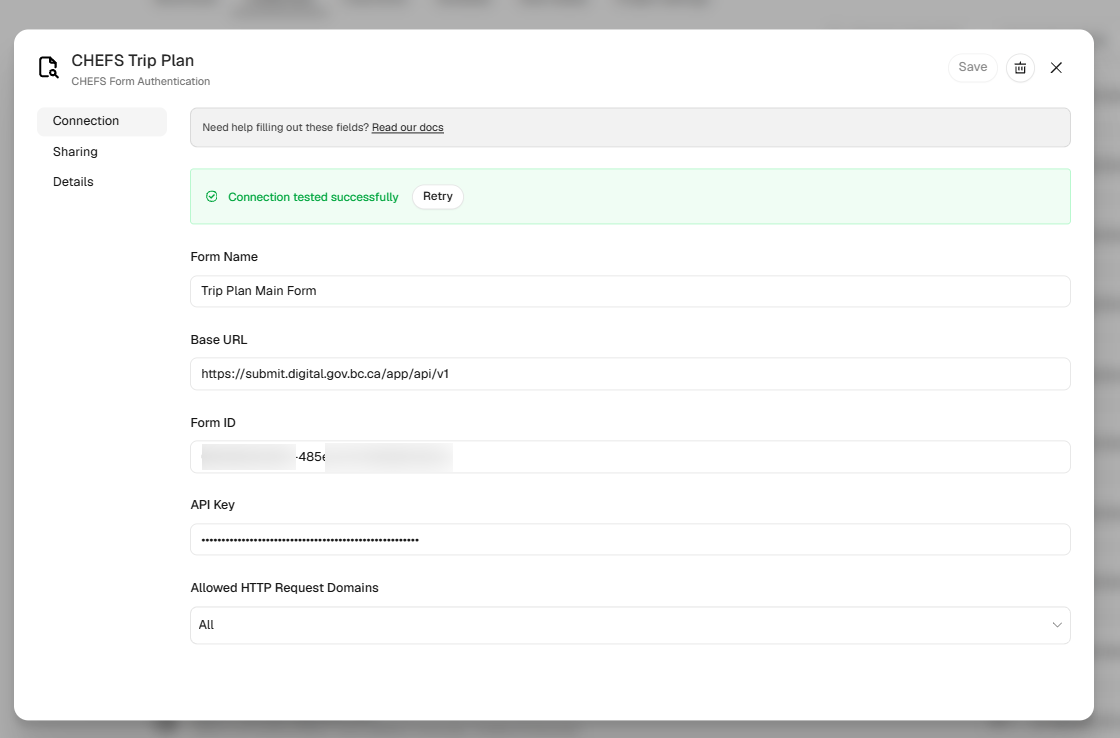 CHEFS Trip Plan
CHEFS Form Authentication
Save
Connection
Sharing
Details
Need help filling out these fields? Read our docs
Connection tested successfully
Retry
Form Name
Trip Plan Main Form
Base URL
https://submit.digital.gov.bc.ca/app/api/v1
Form ID
-485e
API Key
••••••••••••••••••••••••••••••••••••••••••••••••••••••
Allowed HTTP Request Domains
All